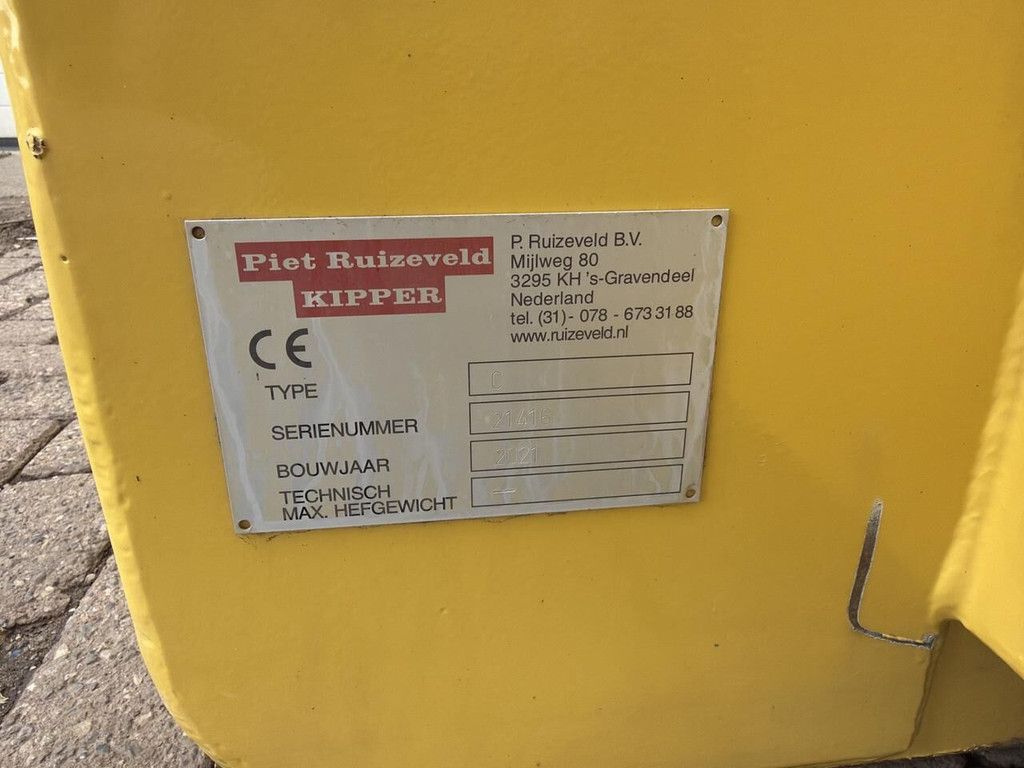 Piet Ruizeveld
KIPPER
P. Ruizeveld B.V.
Mijlweg 80
3295 KH 's-Gravendeel
Nederland
tel. (31) - 078 - 673 31 88
www.ruizeveld.nl
CE
TYPE C
SERIENUMMER
BOUWJAAR 2021
TECHNISCH
MAX. HEFGEWICHT —